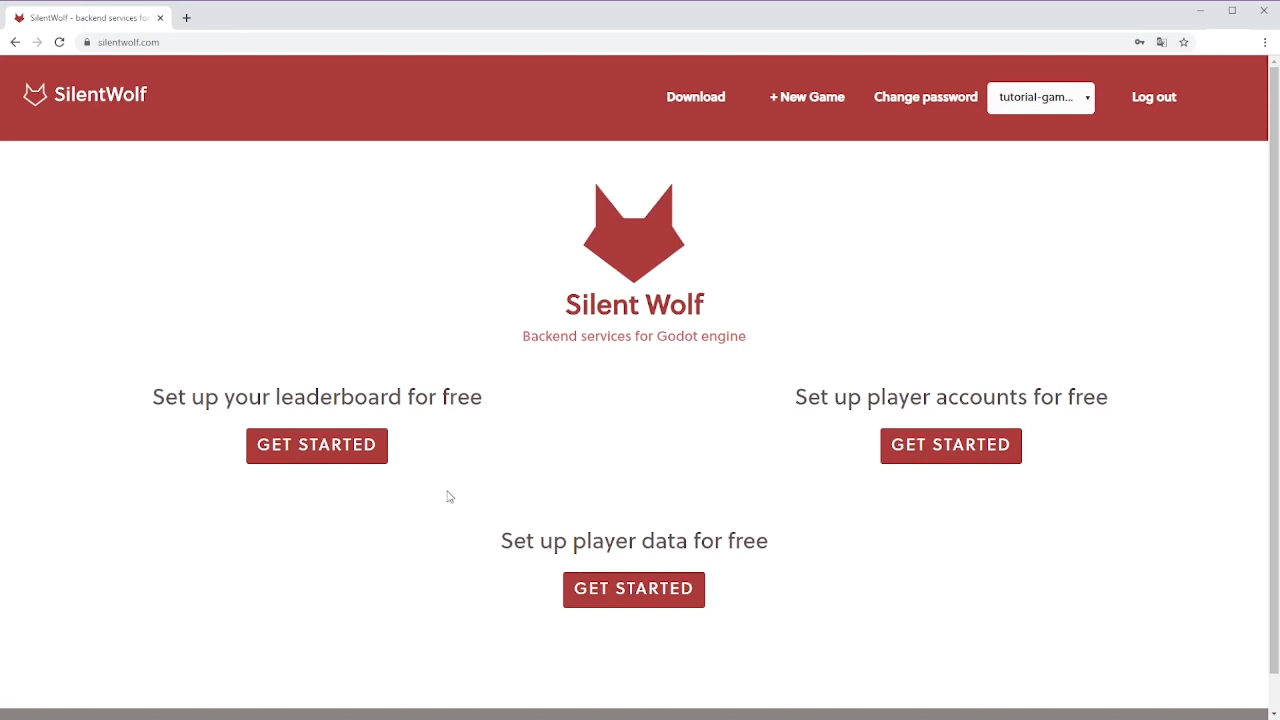 SilentWolf - backend services fo
silentwolf.com
SilentWolf
Download
+ New Game
Change password
tutorial-gam...
Log out
Silent Wolf
Backend services for Godot engine
Set up your leaderboard for free
Set up player accounts for free
GET STARTED
GET STARTED
Set up player data for free
GET STARTED